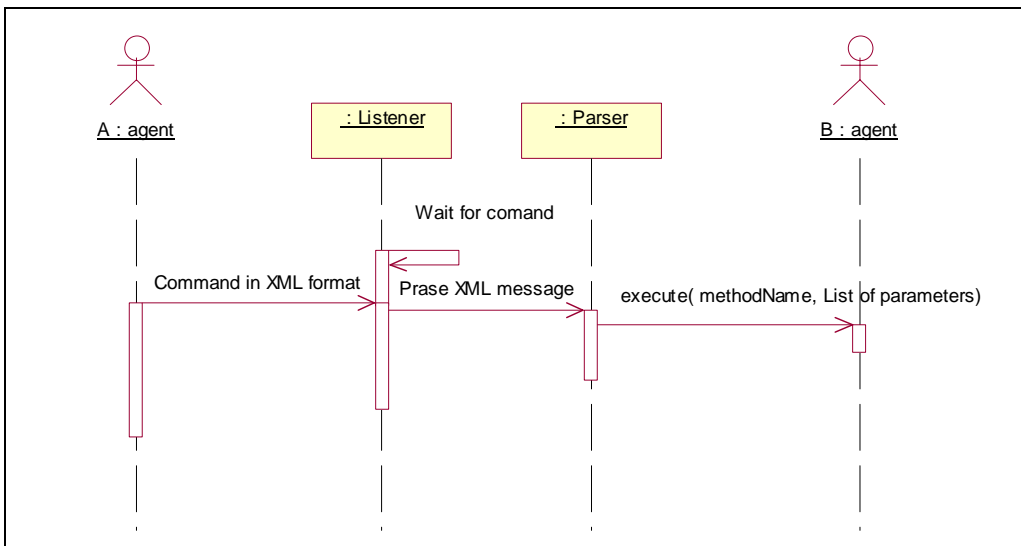 A : agent
: Listener
: Parser
B : agent
Wait for comand
Command in XML format
Prase XML message
execute( methodName, List of parameters)